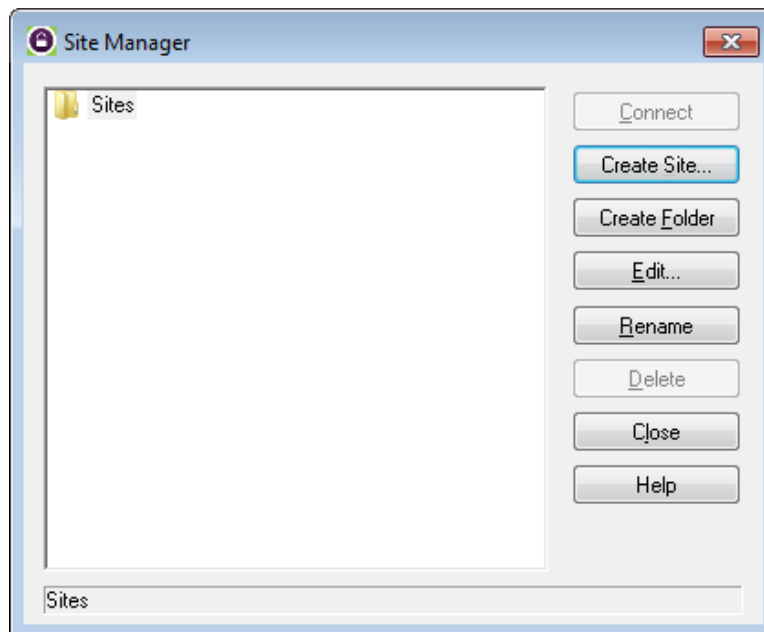 Site Manager
Sites
Connect
Create Site...
Create Folder
Edit...
Rename
Delete
Close
Help
Sites